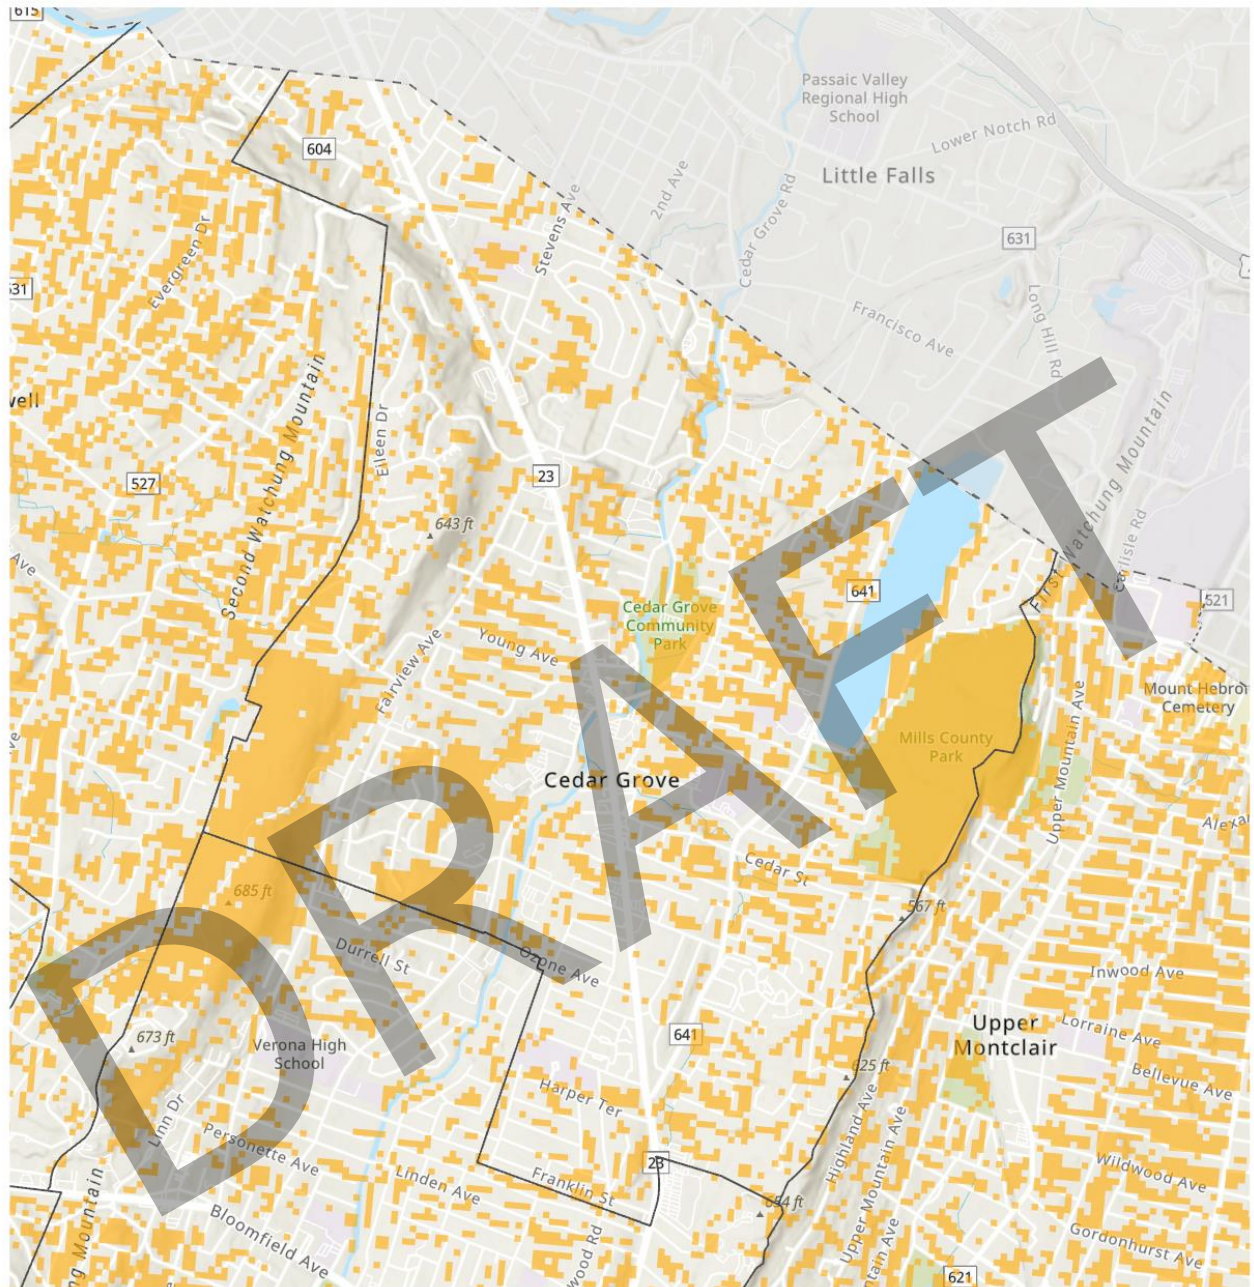 615
Passaic Valley
Regional High
School
Lower Notch Rd
604
Little Falls
2nd Ave
Stevens Ave
Cedar Grove Rd
631
Evergreen Dr
31
Long Hill Rd
Francisco Ave
well
Second Watchung Mountain
Eileen Dr
First Watchung Mountain
23
527
643 ft
Carlisle Rd
Ave
641
521
Cedar Grove
Community
Park
Young Ave
Fairview Ave
Mount Hebron
Cemetery
Upper Mountain Ave
ve
Mills County
Park
Cedar Grove
Alexa
Cedar St
685 ft
567 ft
Durrell St
Ozone Ave
Inwood Ave
Upper
Montclair
Lorraine Ave
673 ft
Verona High
School
641
625 ft
Bellevue Ave
Harper Ter
Linn Dr
Personette Ave
Highland Ave
Upper Mountain Ave
23
Linden Ave
Franklin St
Wildwood Ave
654 ft
Bloomfield Ave
ng Mountain
wood Rd
ntain Ave
Gordonhurst Ave
621
DRAFT